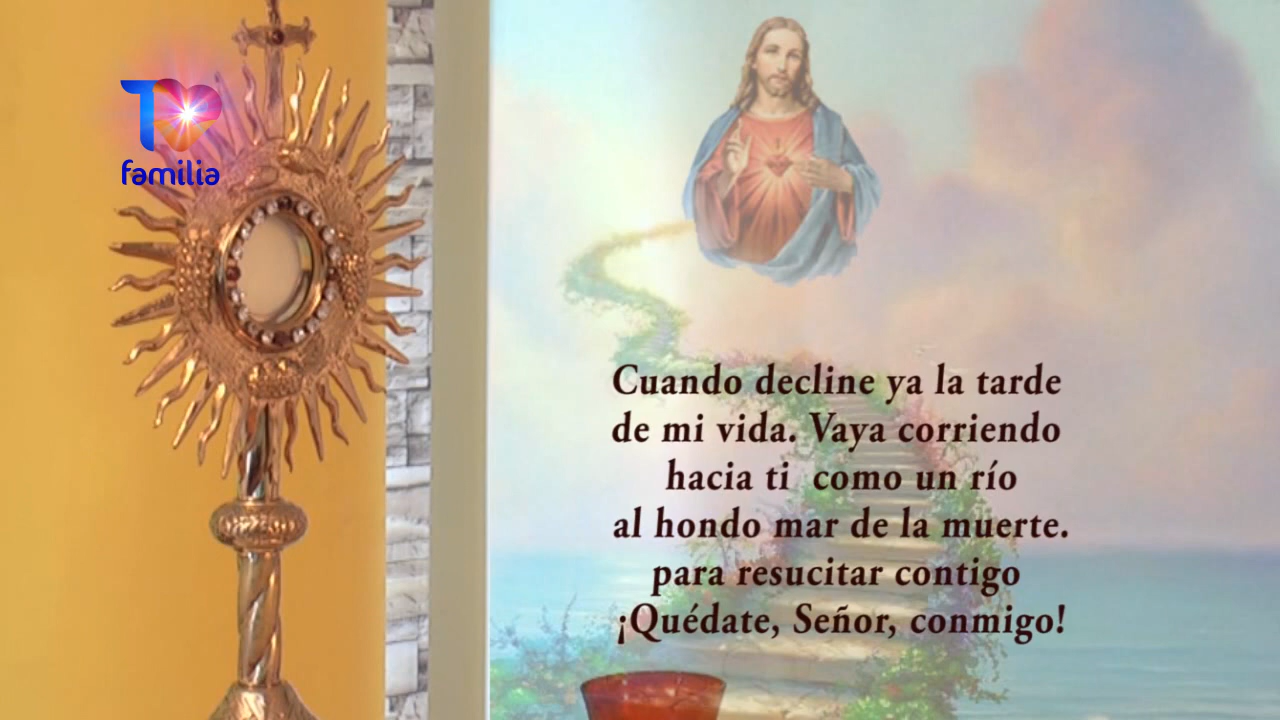 T
familia
Cuando decline ya la tarde
de mi vida. Vaya corriendo
hacia ti como un río
al hondo mar de la muerte.
para resucitar contigo
¡Quédate, Señor, conmigo!